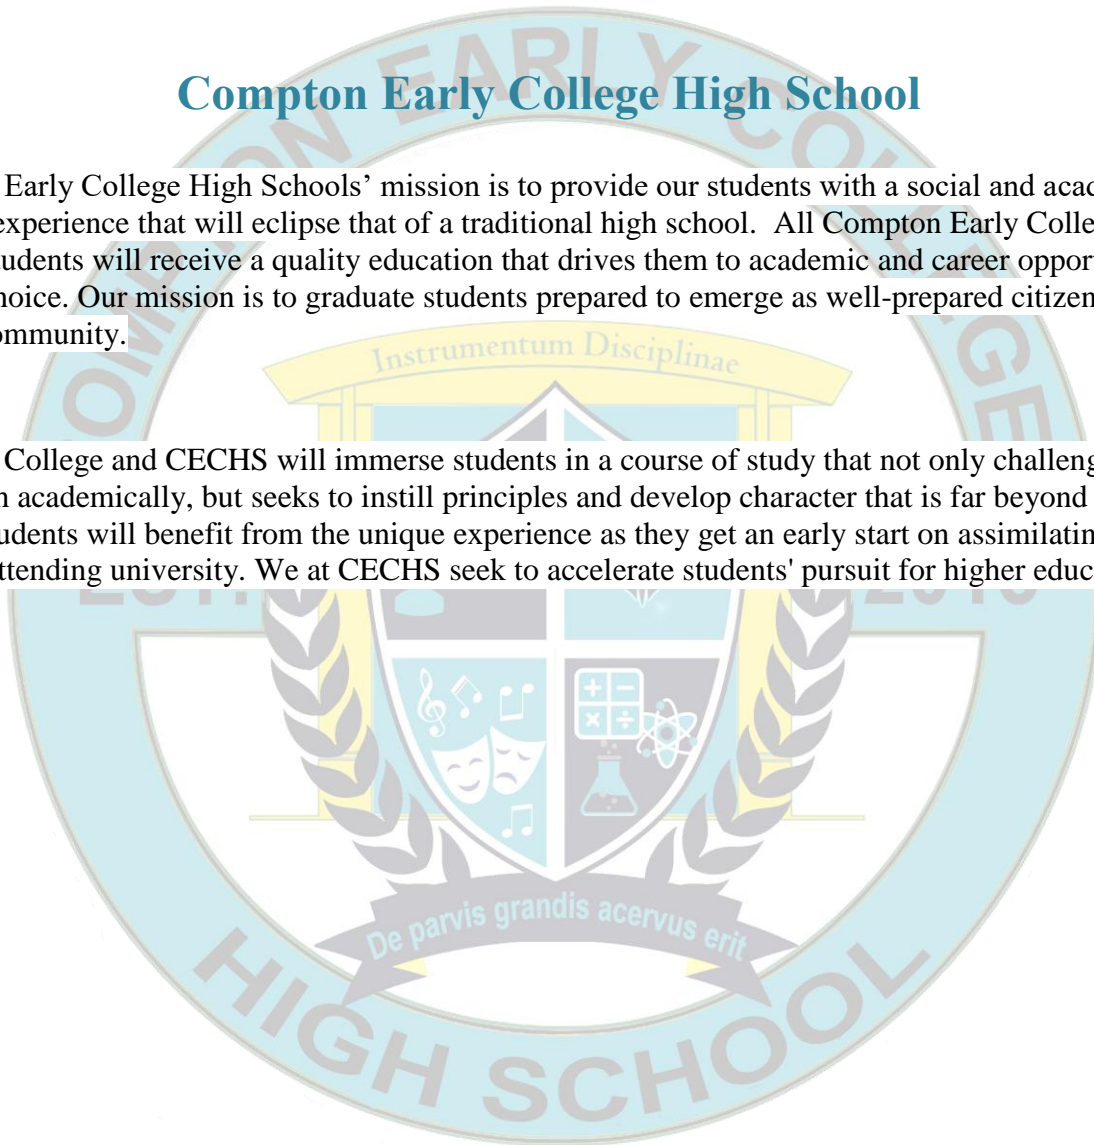 Compton Early College High School
Early College High Schools’ mission is to provide our students with a social and acad
experience that will eclipse that of a traditional high school. All Compton Early Colle
tudents will receive a quality education that drives them to academic and career oppor
hoice. Our mission is to graduate students prepared to emerge as well-prepared citizen
ommunity.
College and CECHS will immerse students in a course of study that not only challeng
n academically, but seeks to instill principles and develop character that is far beyond
udents will benefit from the unique experience as they get an early start on assimilatin
ttending university. We at CECHS seek to accelerate students' pursuit for higher educ
COMPTON EARLY COLLEGE
Instrumentum Disciplinae
EST.
De parvis grandis acervus erit
HIGH SCHOOL